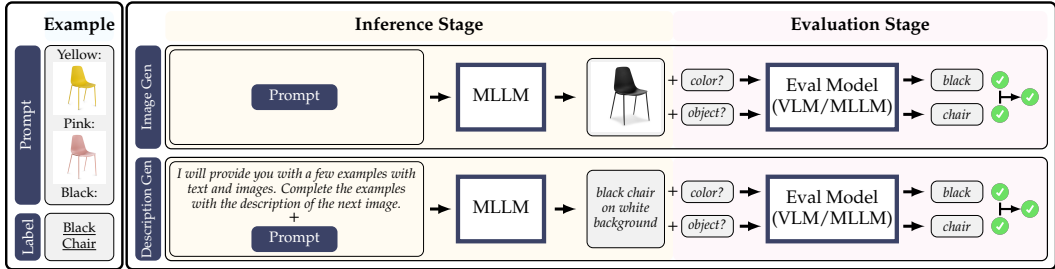 Example
Prompt
Yellow:
Pink:
Black:
Label
Black
Chair
Inference Stage
Evaluation Stage
Image Gen
Prompt
MLLM
+ color?
+ object?
Eval Model
(VLM/MLLM)
black
chair
Description Gen
I will provide you with a few examples with
text and images. Complete the examples
with the description of the next image.
+
Prompt
MLLM
black chair
on white
background
+ color?
+ object?
Eval Model
(VLM/MLLM)
black
chair